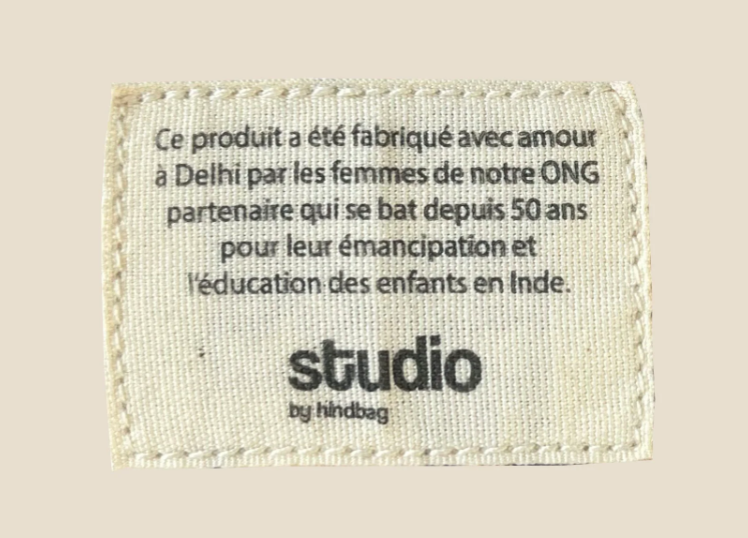 Ce produit a été fabriqué avec amour
à Delhi par les femmes de notre ONG
partenaire qui se bat depuis 50 ans
pour leur émancipation et
l'éducation des enfants en Inde.
studio
by hindbag